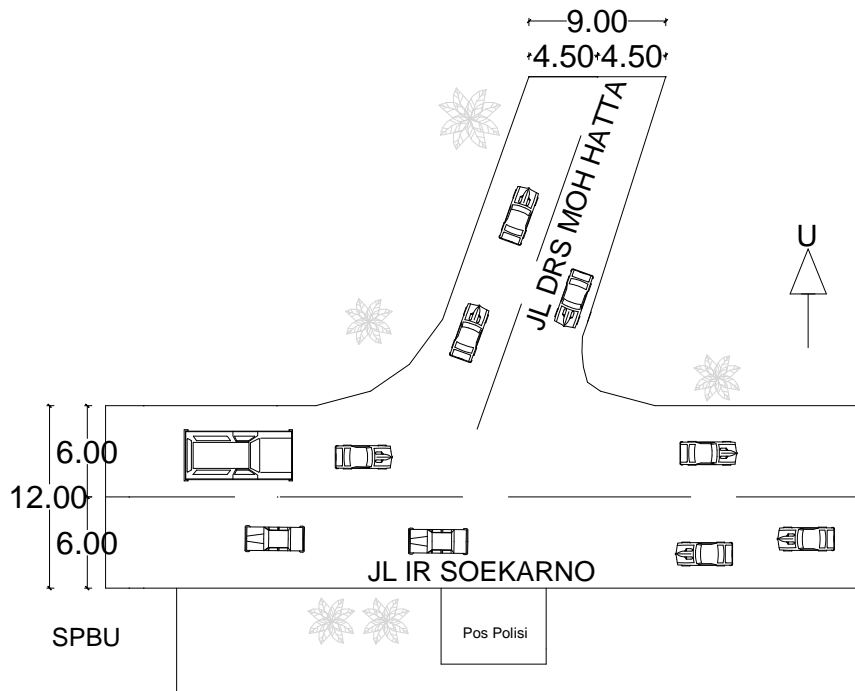 9.00
4.50 4.50
JL DRS MOH HATTA
U
6.00
12.00
6.00
JL IR SOEKARNO
SPBU
Pos Polisi